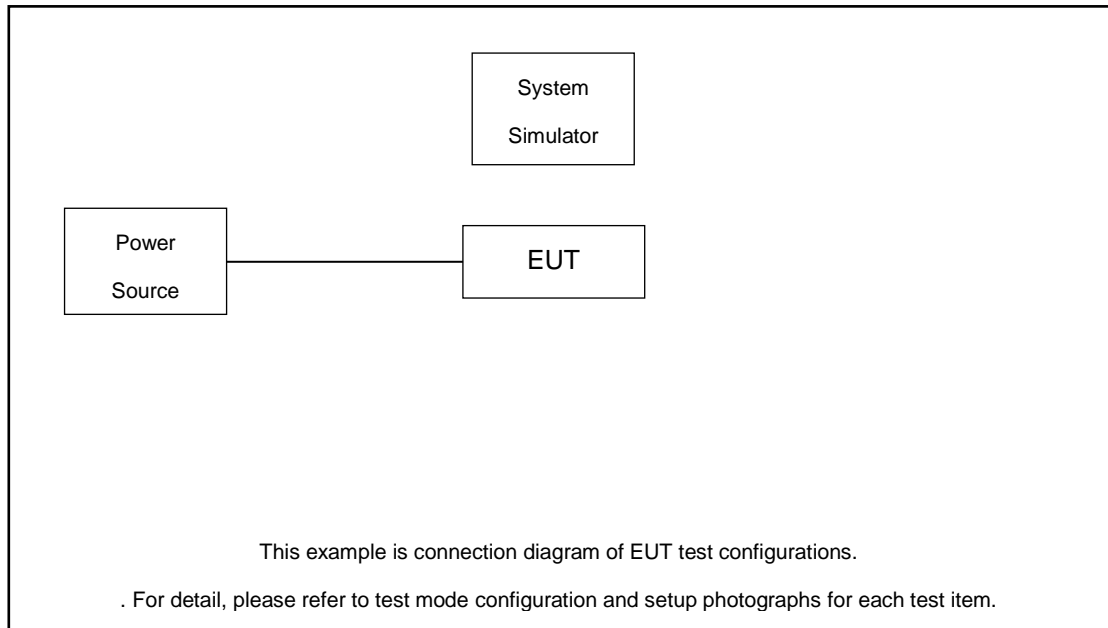 System
Simulator
Power
Source
EUT
This example is connection diagram of EUT test configurations.
. For detail, please refer to test mode configuration and setup photographs for each test item.